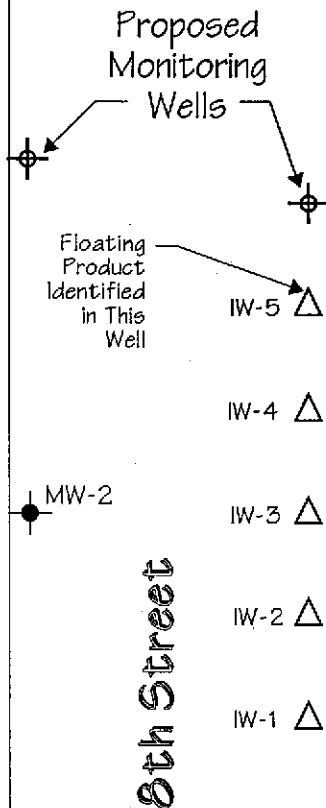 Proposed
Monitoring
Wells
Floating
Product
Identified
in This
Well
IW-5
IW-4
MW-2
IW-3
IW-2
IW-1
8th Street